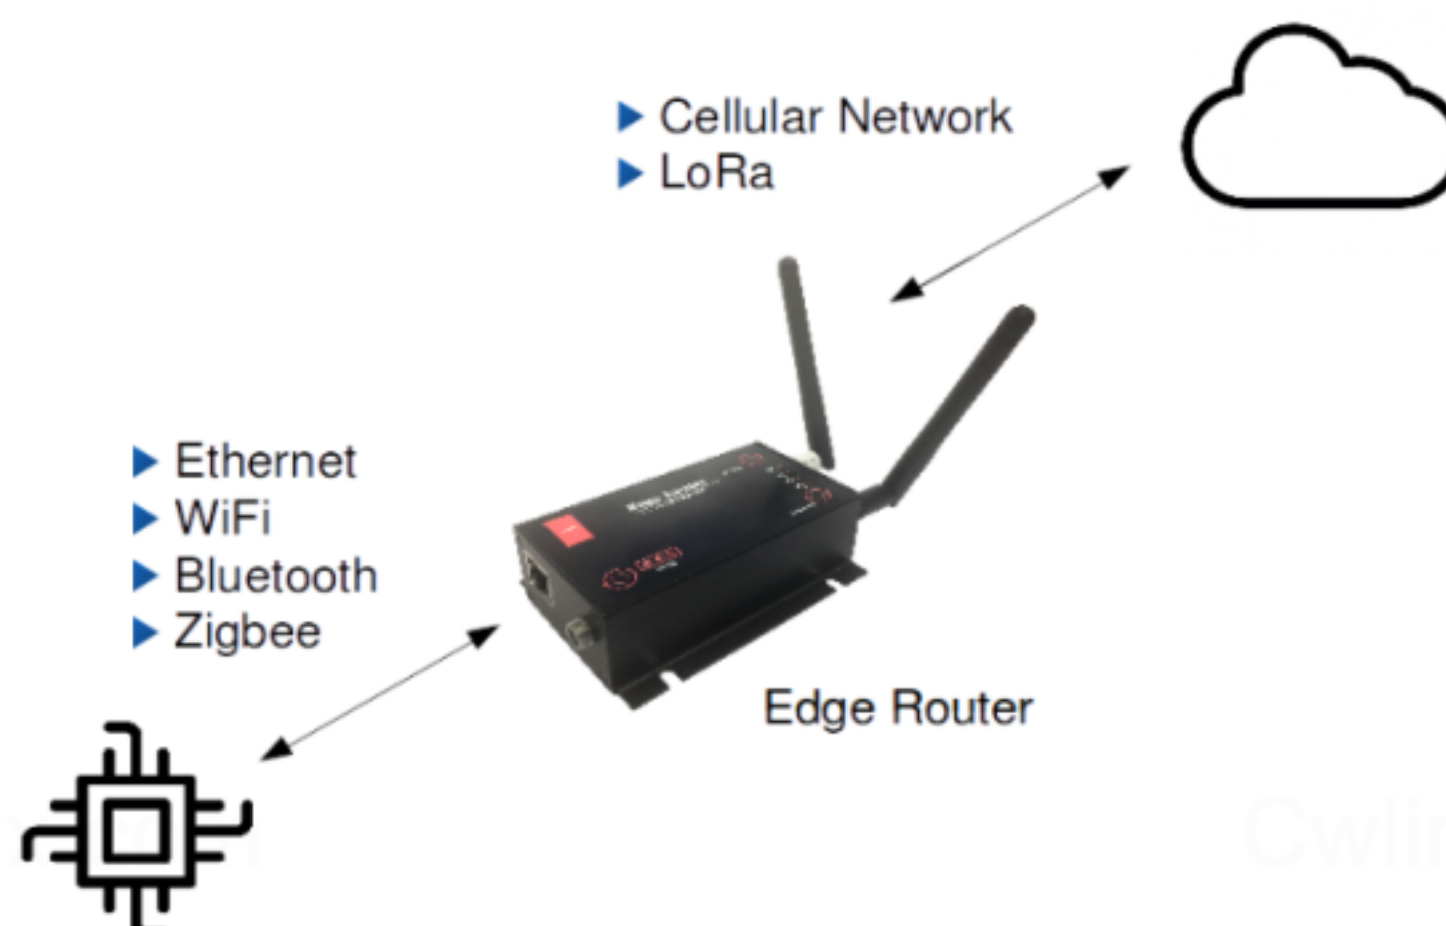 ▶ Cellular Network
▶ LoRa
▶ Ethernet
▶ WiFi
▶ Bluetooth
▶ Zigbee
Edge Router